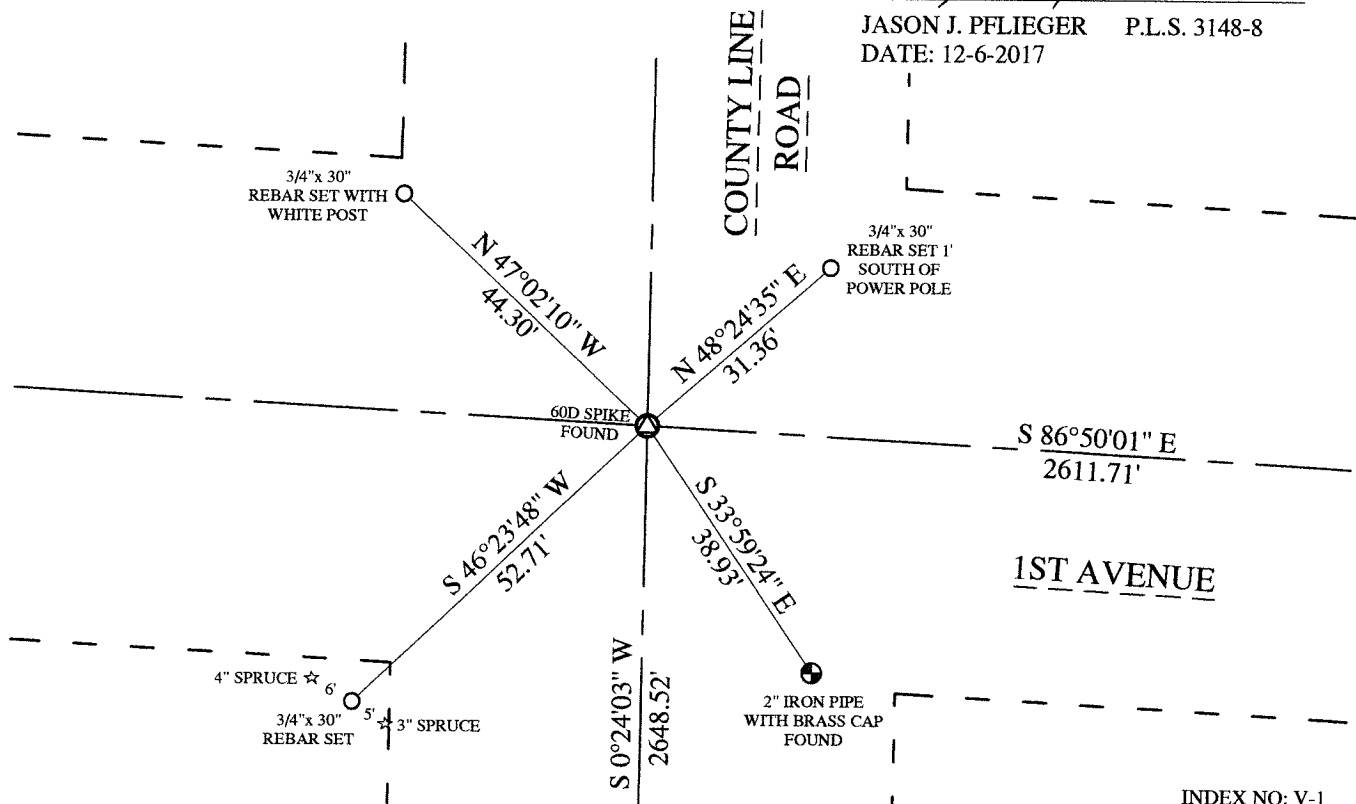 JASON J. PFLIEGER P.L.S. 3148-8
DATE: 12-6-2017
COUNTY LINE
ROAD
3/4"x 30"
REBAR SET WITH
WHITE POST
3/4"x 30"
REBAR SET 1'
SOUTH OF
POWER POLE
N 47°02'10" W
44.30'
N 48°24'35" E
31.36'
60D SPIKE
FOUND
S 86°50'01" E
2611.71'
S 46°23'48" W
52.71'
S 33°59'24" E
38.93'
1ST AVENUE
S 0°24'03" W
2648.52'
4" SPRUCE
6'
5'
3" SPRUCE
3/4"x 30"
REBAR SET
2" IRON PIPE
WITH BRASS CAP
FOUND
INDEX NO: V-1